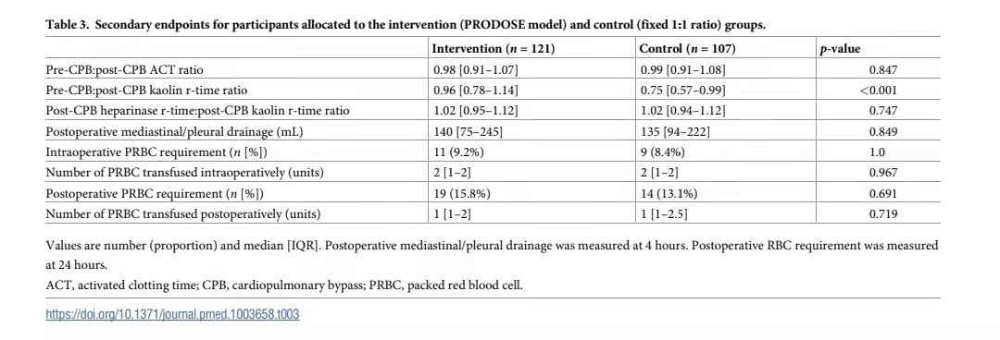 Table 3. Secondary endpoints for participants allocated to the intervention (PRODOSE model) and control (fixed 1:1 ratio) groups.
Intervention (n = 121) Control (n = 107) p-value
Pre-CPB:post-CPB ACT ratio 0.98 [0.91–1.07] 0.99 [0.91–1.08] 0.847
Pre-CPB:post-CPB kaolin r-time ratio 0.96 [0.78–1.14] 0.75 [0.57–0.99] <0.001
Post-CPB heparinase r-time:post-CPB kaolin r-time ratio 1.02 [0.95–1.12] 1.02 [0.94–1.12] 0.747
Postoperative mediastinal/pleural drainage (mL) 140 [75–245] 135 [94–222] 0.849
Intraoperative PRBC requirement (n [%]) 11 (9.2%) 9 (8.4%) 1.0
Number of PRBC transfused intraoperatively (units) 2 [1–2] 2 [1–2] 0.967
Postoperative PRBC requirement (n [%]) 19 (15.8%) 14 (13.1%) 0.691
Number of PRBC transfused postoperatively (units) 1 [1–2] 1 [1–2.5] 0.719
Values are number (proportion) and median [IQR]. Postoperative mediastinal/pleural drainage was measured at 4 hours. Postoperative RBC requirement was measured
at 24 hours.
ACT, activated clotting time; CPB, cardiopulmonary bypass; PRBC, packed red blood cell.
https://doi.org/10.1371/journal.pmed.1003658.t003